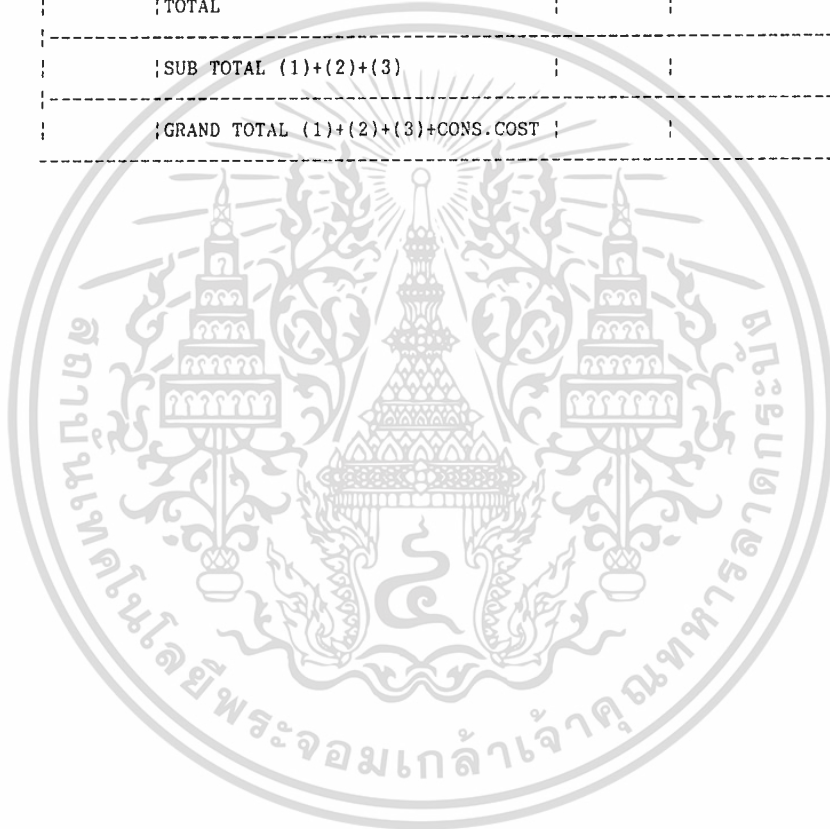 TOTAL
SUB TOTAL (1)+(2)+(3)
GRAND TOTAL (1)+(2)+(3)+CONS.COST
สถาบันเทคโนโลยีพระจอมเกล้าเจ้าคุณทหารลาดกระบัง